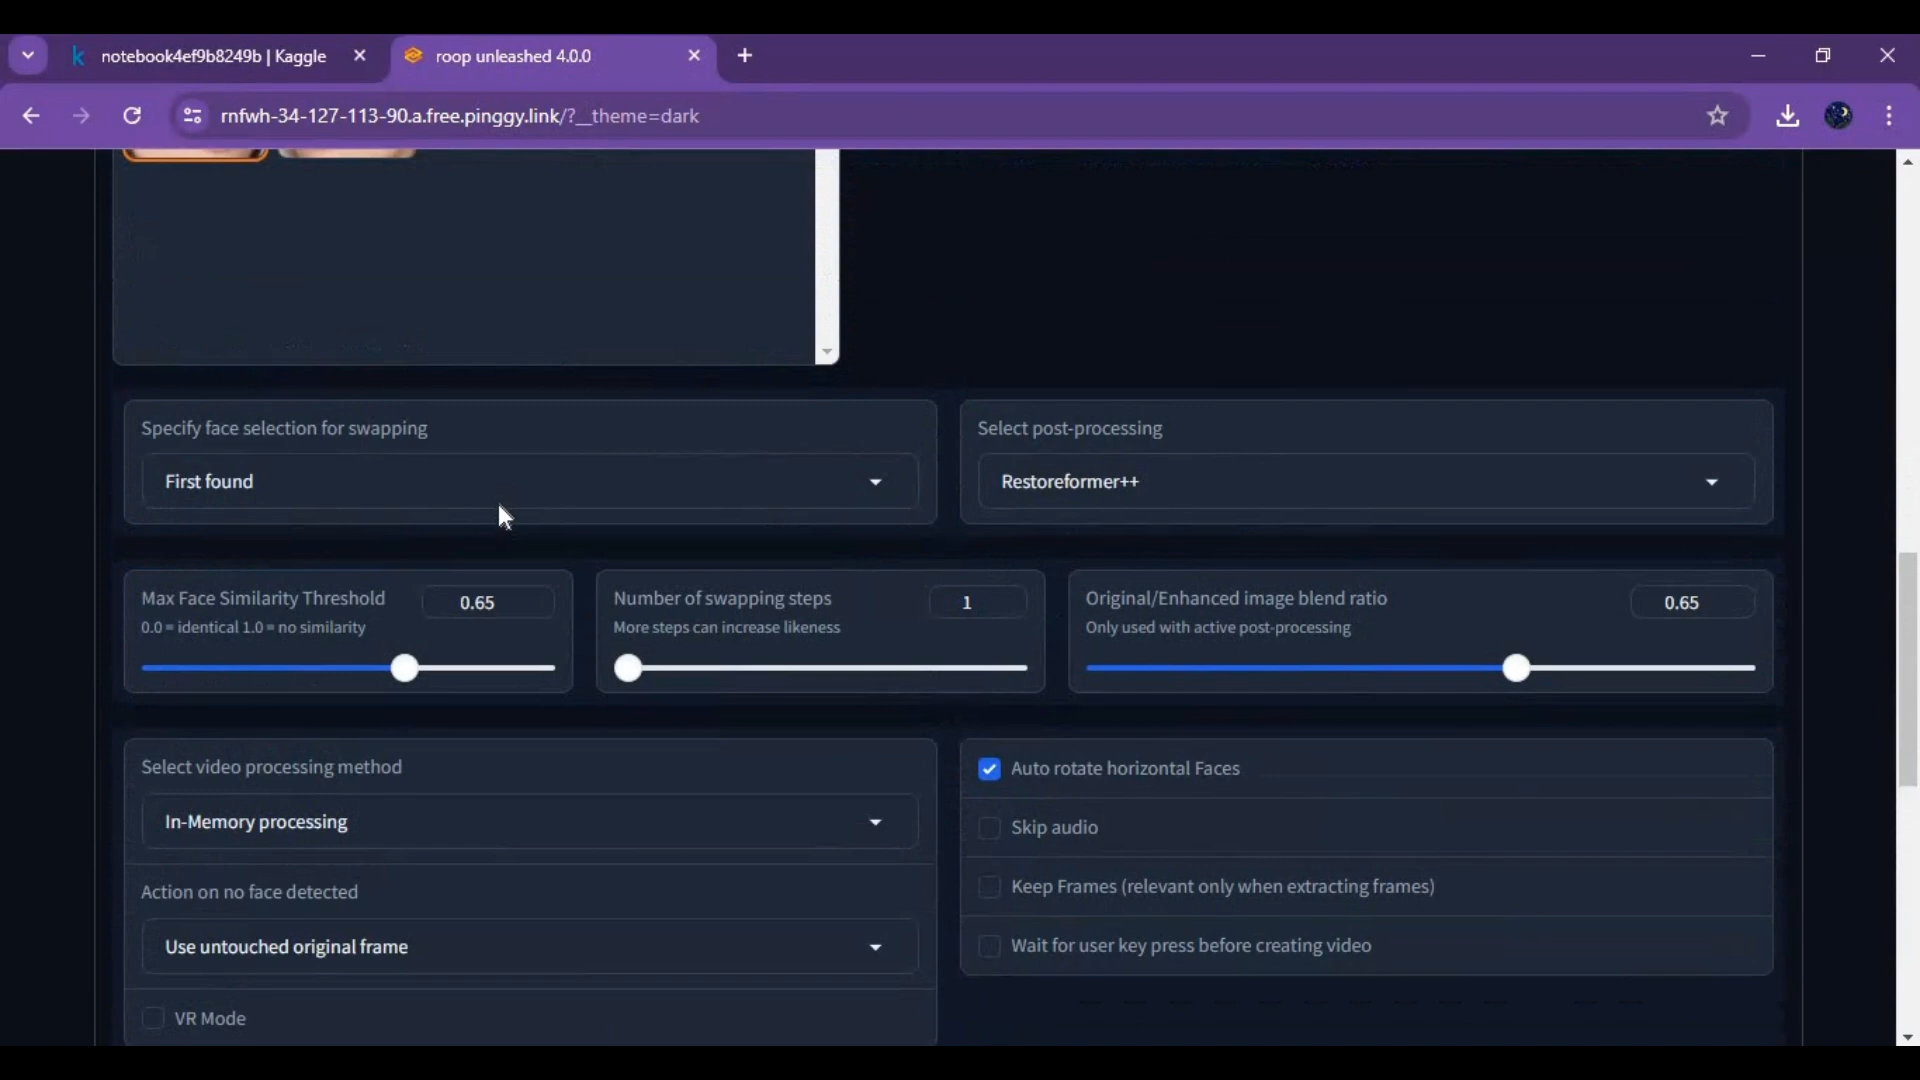 notebook4ef9b8249b | Kaggle
roop unleashed 4.0.0
rnfwh-34-127-113-90.a.free.pinggy.link/?__theme=dark
Specify face selection for swapping
First found
Select post-processing
Restoreformer++
Max Face Similarity Threshold
0.65
0.0 = identical 1.0 = no similarity
Number of swapping steps
1
More steps can increase likeness
Original/Enhanced image blend ratio
0.65
Only used with active post-processing
Select video processing method
In-Memory processing
Action on no face detected
Use untouched original frame
VR Mode
Auto rotate horizontal Faces
Skip audio
Keep Frames (relevant only when extracting frames)
Wait for user key press before creating video